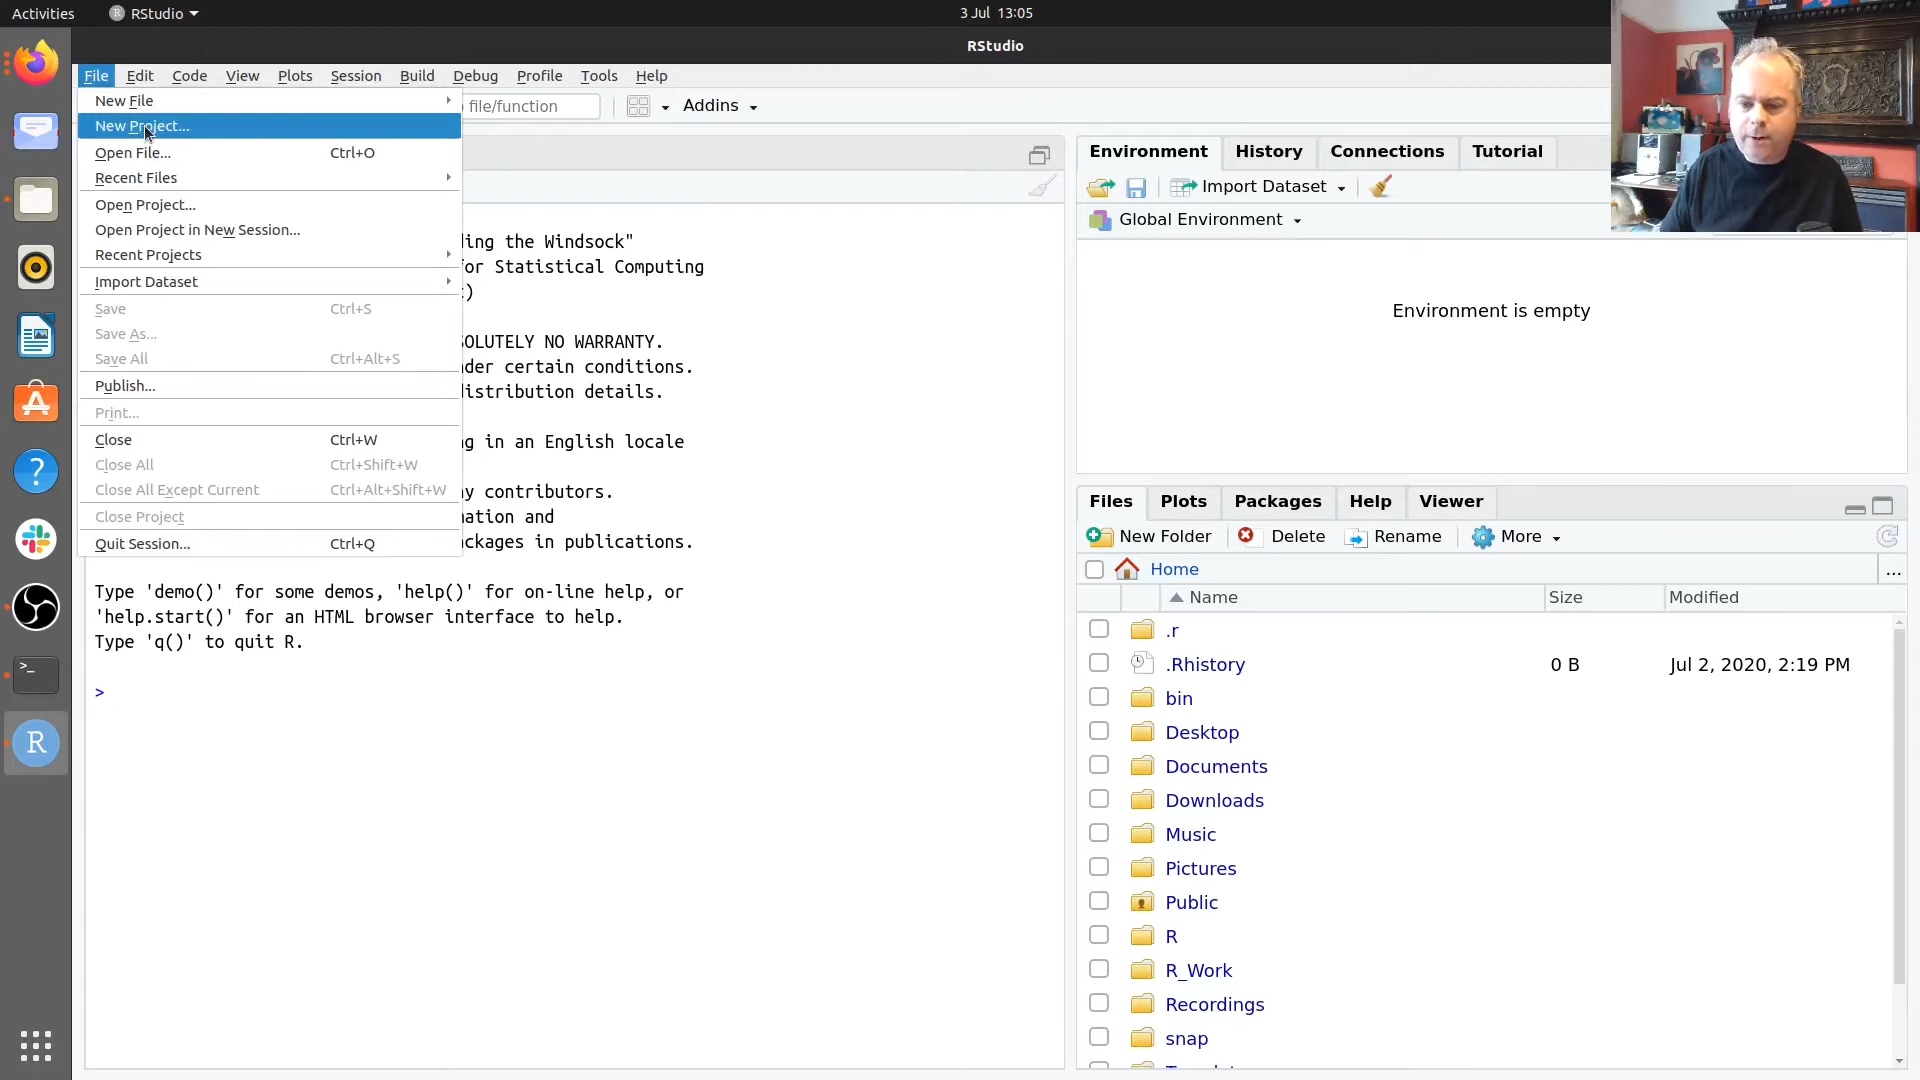 Activities
RStudio
3 Jul 13:05
RStudio
File Edit Code View Plots Session Build Debug Profile Tools Help
New File
New Project...
Open File... Ctrl+O
Recent Files
Open Project...
Open Project in New Session...
Recent Projects
Import Dataset
Save Ctrl+S
Save As...
Save All Ctrl+Alt+S
Publish...
Print...
Close Ctrl+W
Close All Ctrl+Shift+W
Close All Except Current Ctrl+Alt+Shift+W
Close Project
Quit Session... Ctrl+Q
file/function
Addins
ing the Windsock"
or Statistical Computing
)
SOLUTELY NO WARRANTY.
der certain conditions.
istribution details.
g in an English locale
y contributors.
ation and
ckages in publications.
Type 'demo()' for some demos, 'help()' for on-line help, or
'help.start()' for an HTML browser interface to help.
Type 'q()' to quit R.
>
Environment History Connections Tutorial
Import Dataset
Global Environment
Environment is empty
Files Plots Packages Help Viewer
New Folder Delete Rename More
Home ...
Name Size Modified
.r
.Rhistory 0 B Jul 2, 2020, 2:19 PM
bin
Desktop
Documents
Downloads
Music
Pictures
Public
R
R_Work
Recordings
snap